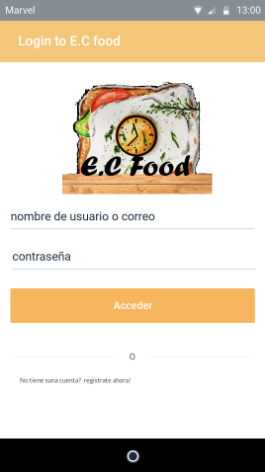 Marvel 13:00
Login to E.C food
E.C Food
nombre de usuario o correo
contraseña
Acceder
o
No tiene suna cuenta? registrate ahora!